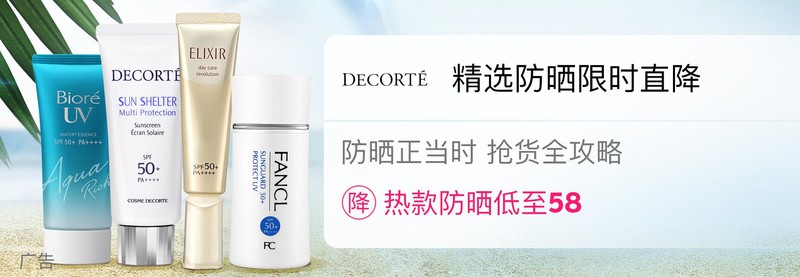 Bioré
UV
WATERY ESSENCE
SPF 50+ PA++++
Aqua
Rich
DECORTÉ
SUN SHELTER
Multi Protection
Sunscreen
Écran Solaire
SPF
50+
PA++++
COSME DECORTE
ELIXIR
day care
revolution
SPF50+
PA++++
FANCL
SUNGUARD 50+
PROTECT UV
SPF
50+
PA++++
FC
DECORTÉ 精选防晒限时直降
防晒正当时 抢货全攻略
降 热款防晒低至58
广告